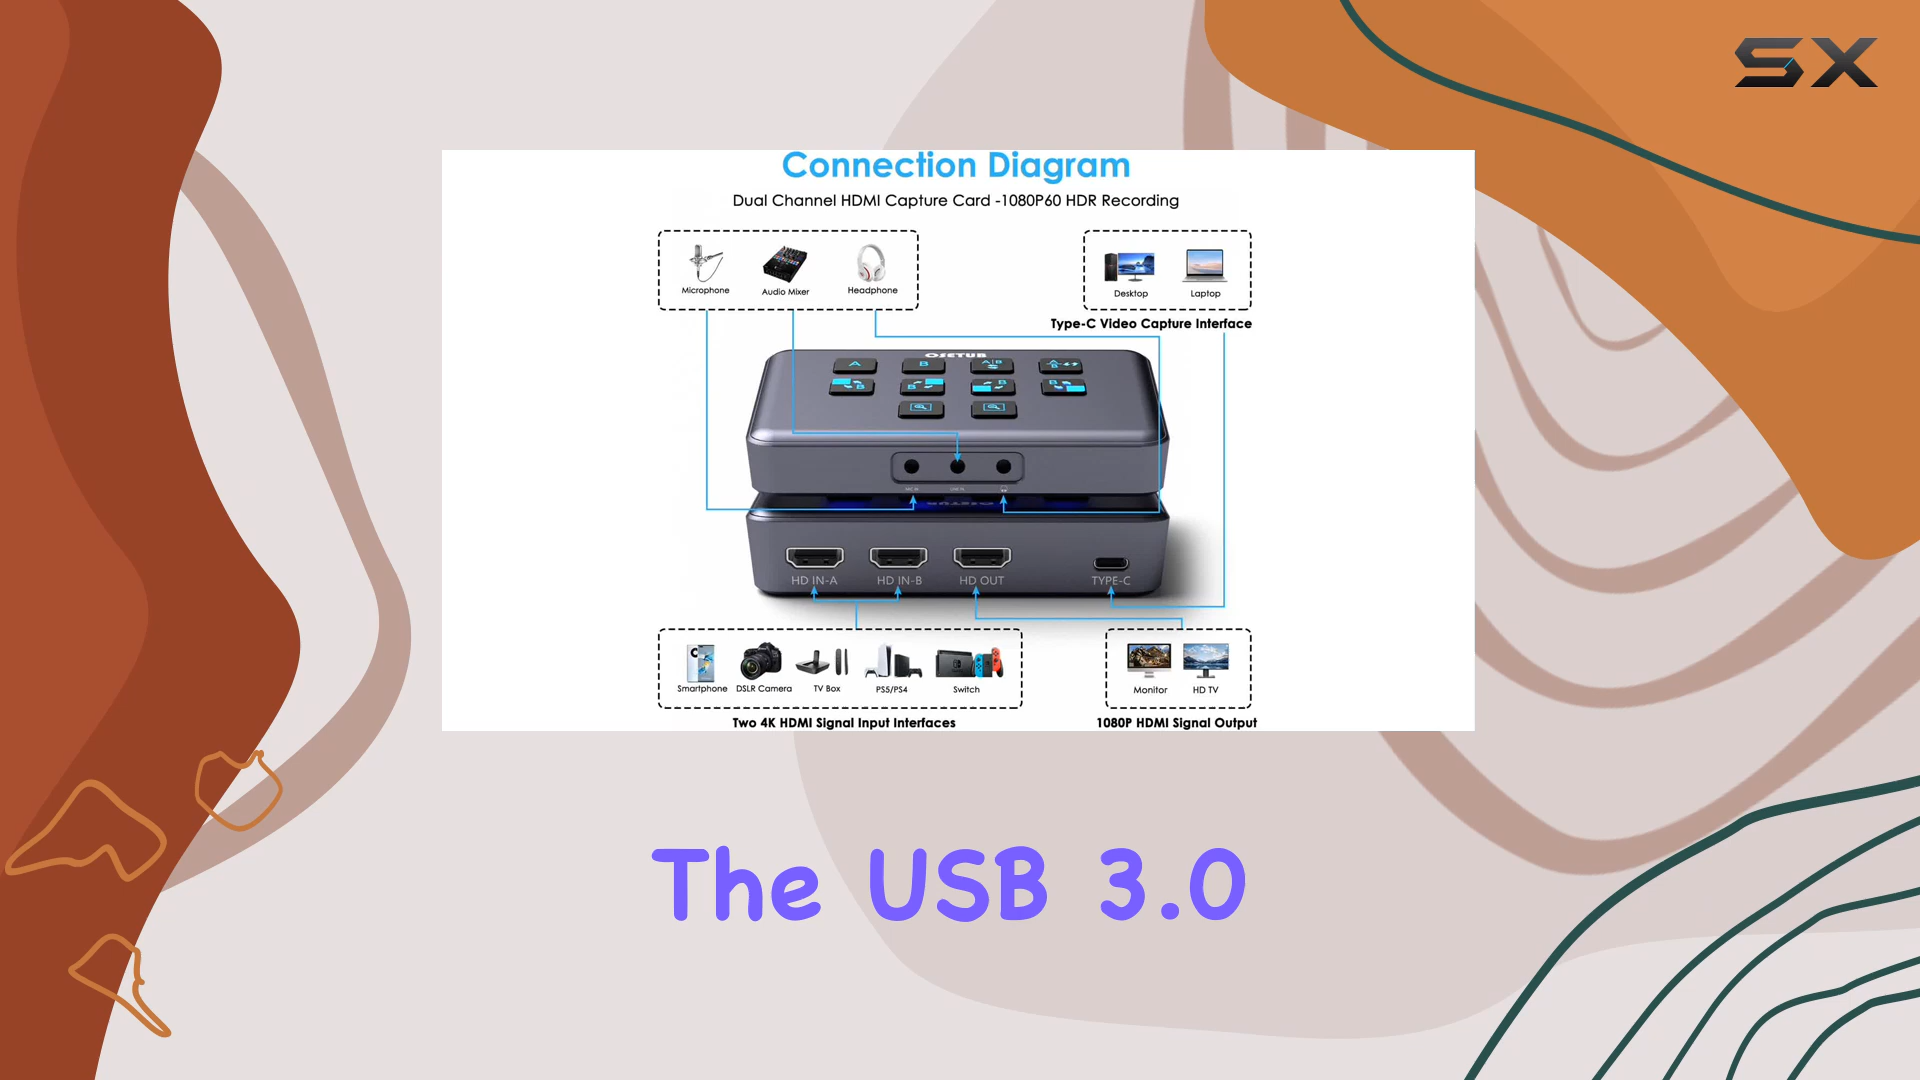 SX
Connection Diagram
Dual Channel HDMI Capture Card -1080P60 HDR Recording
Microphone
Audio Mixer
Headphone
Desktop
Laptop
Type-C Video Capture Interface
OSETUB
A
B
A|B
HD IN-A
HD IN-B
HD OUT
TYPE-C
Smartphone
DSLR Camera
TV Box
PS5/PS4
Switch
Monitor
HD TV
Two 4K HDMI Signal Input Interfaces
1080P HDMI Signal Output
The USB 3.0